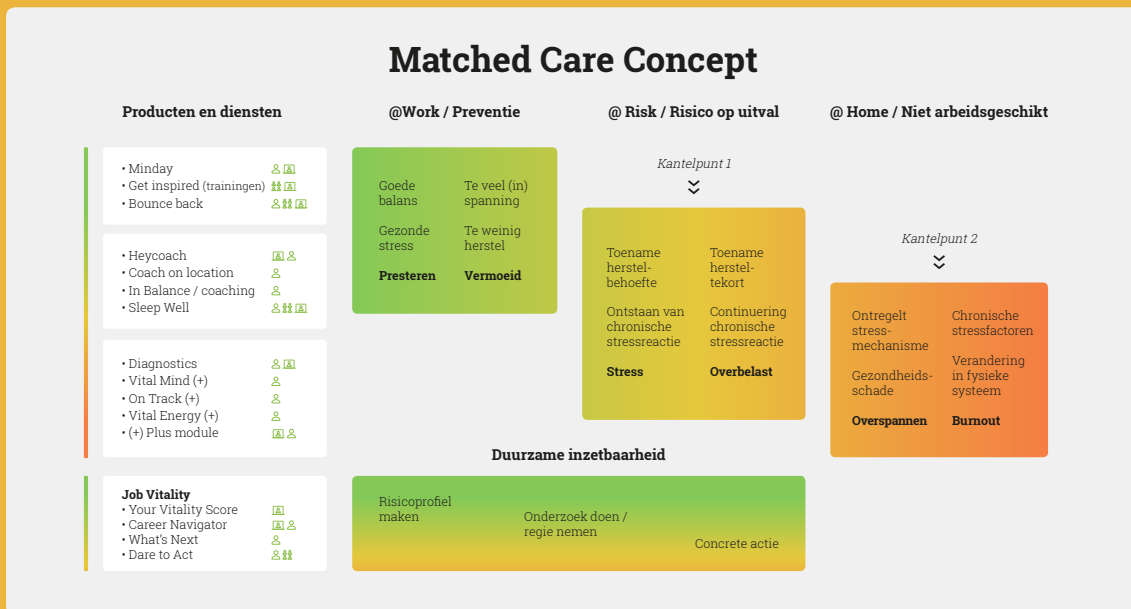 Matched Care Concept
Producten en diensten
• Minday
• Get inspired (trainingen)
• Bounce back
• Heycoach
• Coach on location
• In Balance / coaching
• Sleep Well
• Diagnostics
• Vital Mind (+)
• On Track (+)
• Vital Energy (+)
• (+) Plus module
Job Vitality
• Your Vitality Score
• Career Navigator
• What's Next
• Dare to Act
@Work / Preventie
Goede
balans
Gezonde
stress
Presteren
Te veel (in)
spanning
Te weinig
herstel
Vermoeid
@ Risk / Risico op uitval
Kantelpunt 1
Toename
herstel-
behoefte
Ontstaan van
chronische
stressreactie
Stress
Toename
herstel-
tekort
Continuering
chronische
stressreactie
Overbelast
@ Home / Niet arbeidsgeschikt
Kantelpunt 2
Ontregelt
stress-
mechanisme
Gezondheids-
schade
Overspannen
Chronische
stressfactoren
Verandering
in fysieke
systeem
Burnout
Duurzame inzetbaarheid
Risicoprofiel
maken
Onderzoek doen /
regie nemen
Concrete actie